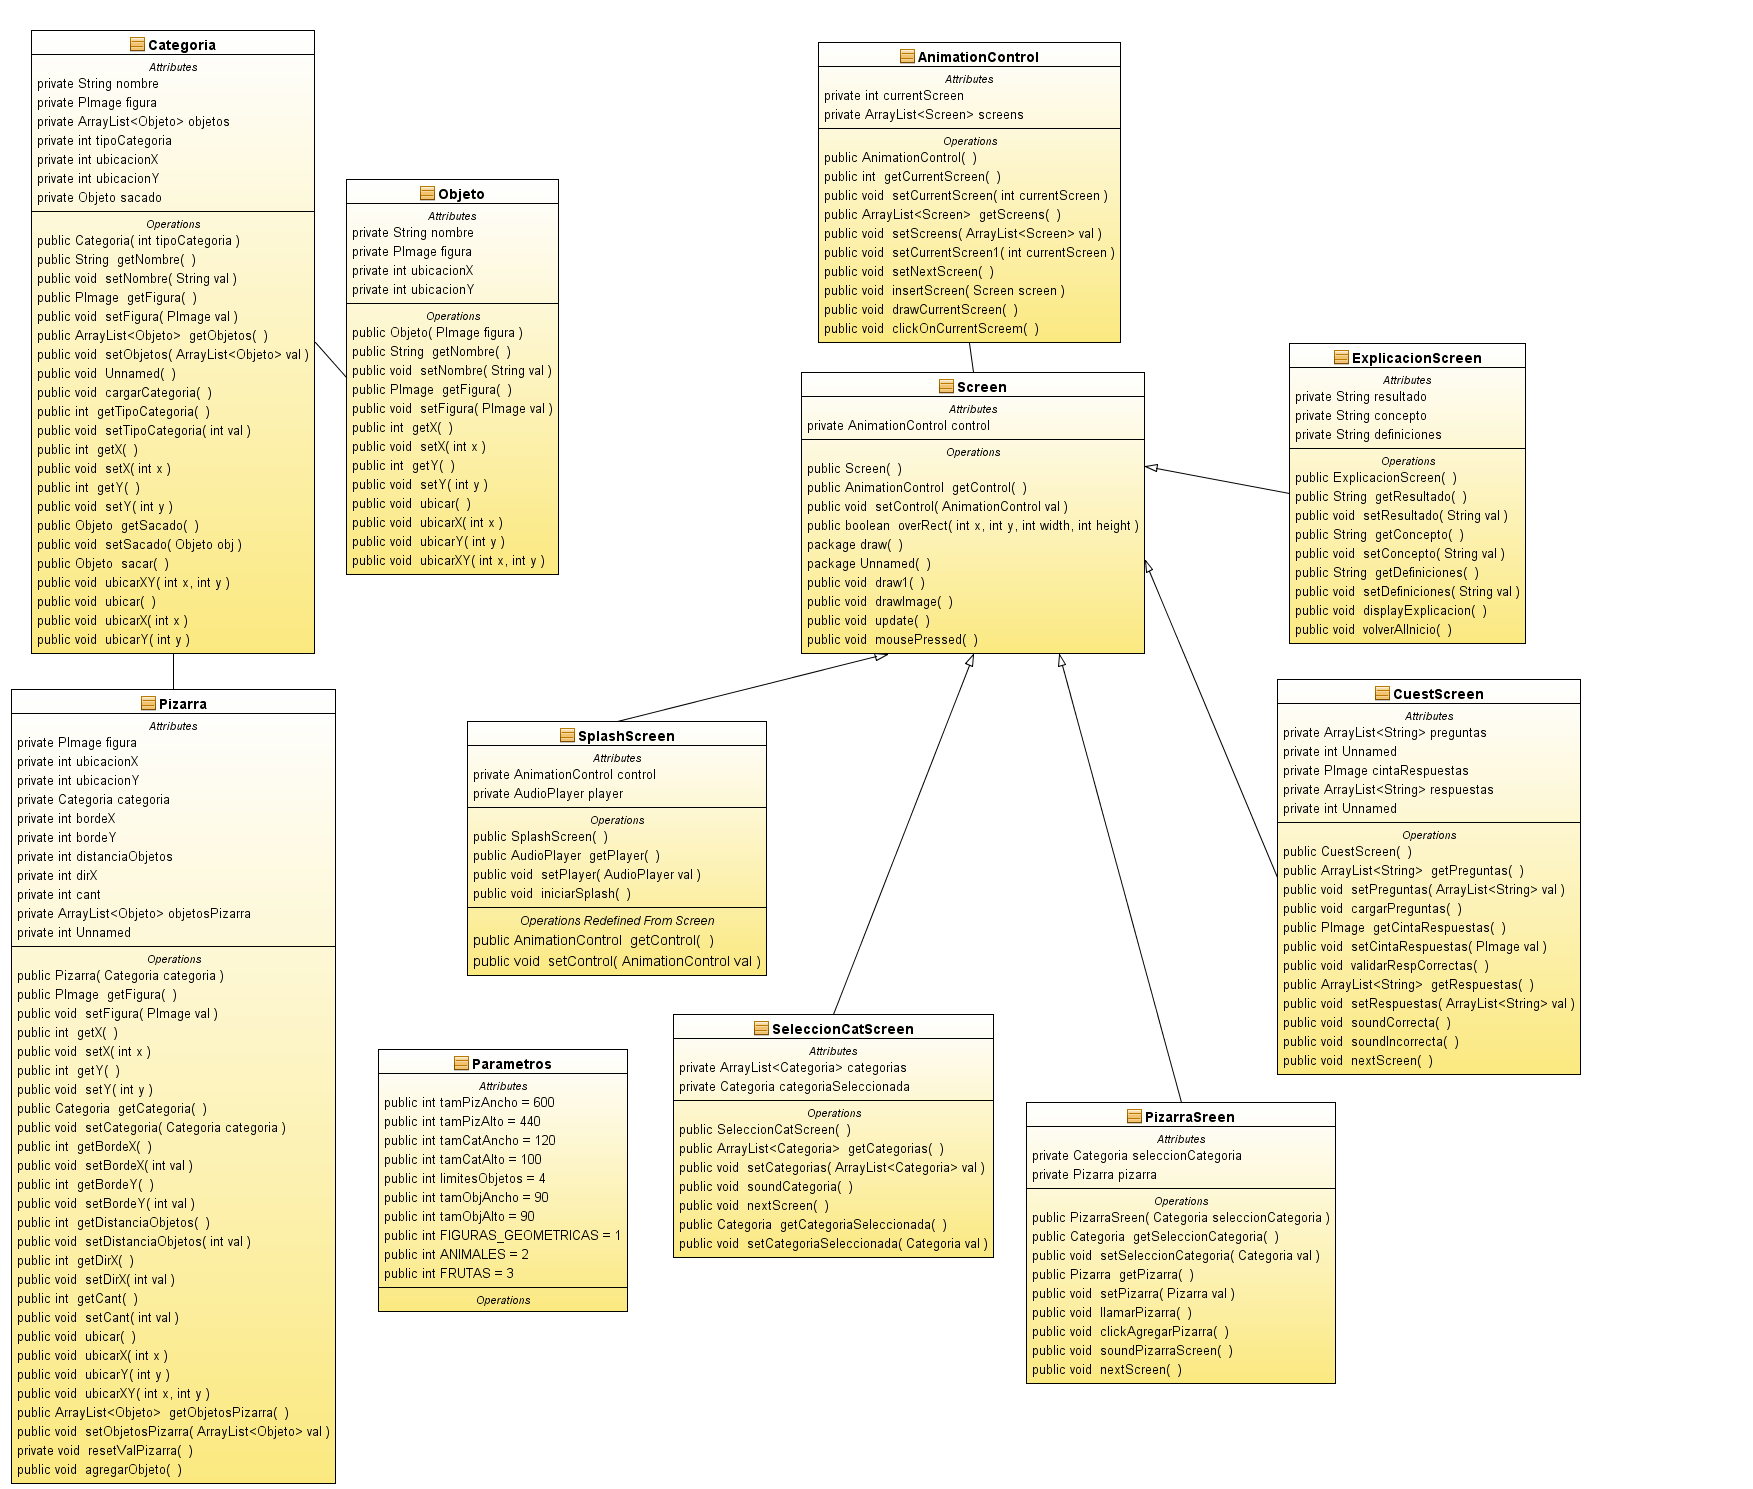 Categoria
Attributes
private String nombre
private PImage figura
private ArrayList<Objeto> objetos
private int tipoCategoria
private int ubicacionX
private int ubicacionY
private Objeto sacado
Operations
public Categoria( int tipoCategoria )
public String getNombre( )
public void setNombre( String val )
public PImage getFigura( )
public void setFigura( PImage val )
public ArrayList<Objeto> getObjetos( )
public void setObjetos( ArrayList<Objeto> val )
public void Unnamed( )
public void cargarCategoria( )
public int getTipoCategoria( )
public void setTipoCategoria( int val )
public int getX( )
public void setX( int x )
public int getY( )
public void setY( int y )
public Objeto getSacado( )
public void setSacado( Objeto obj )
public Objeto sacar( )
public void ubicarXY( int x, int y )
public void ubicar( )
public void ubicarX( int x )
public void ubicarY( int y )
Objeto
Attributes
private String nombre
private PImage figura
private int ubicacionX
private int ubicacionY
Operations
public Objeto( PImage figura )
public String getNombre( )
public void setNombre( String val )
public PImage getFigura( )
public void setFigura( PImage val )
public int getX( )
public void setX( int x )
public int getY( )
public void setY( int y )
public void ubicar( )
public void ubicarX( int x )
public void ubicarY( int y )
public void ubicarXY( int x, int y )
AnimationControl
Attributes
private int currentScreen
private ArrayList<Screen> screens
Operations
public AnimationControl( )
public int getCurrentScreen( )
public void setCurrentScreen( int currentScreen )
public ArrayList<Screen> getScreens( )
public void setScreens( ArrayList<Screen> val )
public void setCurrentScreen1( int currentScreen )
public void setNextScreen( )
public void insertScreen( Screen screen )
public void drawCurrentScreen( )
public void clickOnCurrentScreem( )
Screen
Attributes
private AnimationControl control
Operations
public Screen( )
public AnimationControl getControl( )
public void setControl( AnimationControl val )
public boolean overRect( int x, int y, int width, int height )
package draw( )
package Unnamed( )
public void draw1( )
public void drawImage( )
public void update( )
public void mousePressed( )
ExplicacionScreen
Attributes
private String resultado
private String concepto
private String definiciones
Operations
public ExplicacionScreen( )
public String getResultado( )
public void setResultado( String val )
public String getConcepto( )
public void setConcepto( String val )
public String getDefiniciones( )
public void setDefiniciones( String val )
public void displayExplicacion( )
public void volverAlInicio( )
Pizarra
Attributes
private PImage figura
private int ubicacionX
private int ubicacionY
private Categoria categoria
private int bordeX
private int bordeY
private int distanciaObjetos
private int dirX
private int cant
private ArrayList<Objeto> objetosPizarra
private int Unnamed
Operations
public Pizarra( Categoria categoria )
public PImage getFigura( )
public void setFigura( PImage val )
public int getX( )
public void setX( int x )
public int getY( )
public void setY( int y )
public Categoria getCategoria( )
public void setCategoria( Categoria categoria )
public int getBordeX( )
public void setBordeX( int val )
public int getBordeY( )
public void setBordeY( int val )
public int getDistanciaObjetos( )
public void setDistanciaObjetos( int val )
public int getDirX( )
public void setDirX( int val )
public int getCant( )
public void setCant( int val )
public void ubicar( )
public void ubicarX( int x )
public void ubicarY( int y )
public void ubicarXY( int x, int y )
public ArrayList<Objeto> getObjetosPizarra( )
public void setObjetosPizarra( ArrayList<Objeto> val )
private void resetValPizarra( )
public void agregarObjeto( )
SplashScreen
Attributes
private AnimationControl control
private AudioPlayer player
Operations
public SplashScreen( )
public AudioPlayer getPlayer( )
public void setPlayer( AudioPlayer val )
public void iniciarSplash( )
Operations Redefined From Screen
public AnimationControl getControl( )
public void setControl( AnimationControl val )
CuestScreen
Attributes
private ArrayList<String> preguntas
private int Unnamed
private PImage cintaRespuestas
private ArrayList<String> respuestas
private int Unnamed
Operations
public CuestScreen( )
public ArrayList<String> getPreguntas( )
public void setPreguntas( ArrayList<String> val )
public void cargarPreguntas( )
public PImage getCintaRespuestas( )
public void setCintaRespuestas( PImage val )
public void validarRespCorrectas( )
public ArrayList<String> getRespuestas( )
public void setRespuestas( ArrayList<String> val )
public void soundCorrecta( )
public void soundIncorrecta( )
public void nextScreen( )
Parametros
Attributes
public int tamPizAncho = 600
public int tamPizAlto = 440
public int tamCatAncho = 120
public int tamCatAlto = 100
public int limitesObjetos = 4
public int tamObjAncho = 90
public int tamObjAlto = 90
public int FIGURAS_GEOMETRICAS = 1
public int ANIMALES = 2
public int FRUTAS = 3
Operations
SeleccionCatScreen
Attributes
private ArrayList<Categoria> categorias
private Categoria categoriaSeleccionada
Operations
public SeleccionCatScreen( )
public ArrayList<Categoria> getCategorias( )
public void setCategorias( ArrayList<Categoria> val )
public void soundCategoria( )
public void nextScreen( )
public Categoria getCategoriaSeleccionada( )
public void setCategoriaSeleccionada( Categoria val )
PizarraSreen
Attributes
private Categoria seleccionCategoria
private Pizarra pizarra
Operations
public PizarraSreen( Categoria seleccionCategoria )
public Categoria getSeleccionCategoria( )
public void setSeleccionCategoria( Categoria val )
public Pizarra getPizarra( )
public void setPizarra( Pizarra val )
public void llamarPizarra( )
public void clickAgregarPizarra( )
public void soundPizarraScreen( )
public void nextScreen( )